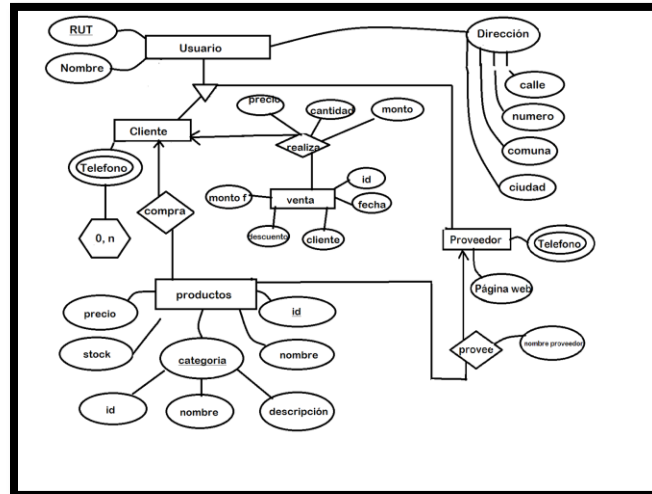 RUT
Usuario
Nombre
Dirección
calle
numero
comuna
ciudad
precio
cantidad
monto
Cliente
realiza
Telefono
0, n
compra
id
monto f
venta
fecha
descuento
cliente
Proveedor
Telefono
Página web
productos
precio
id
stock
categoria
nombre
provee
nombre proveedor
id
nombre
descripción